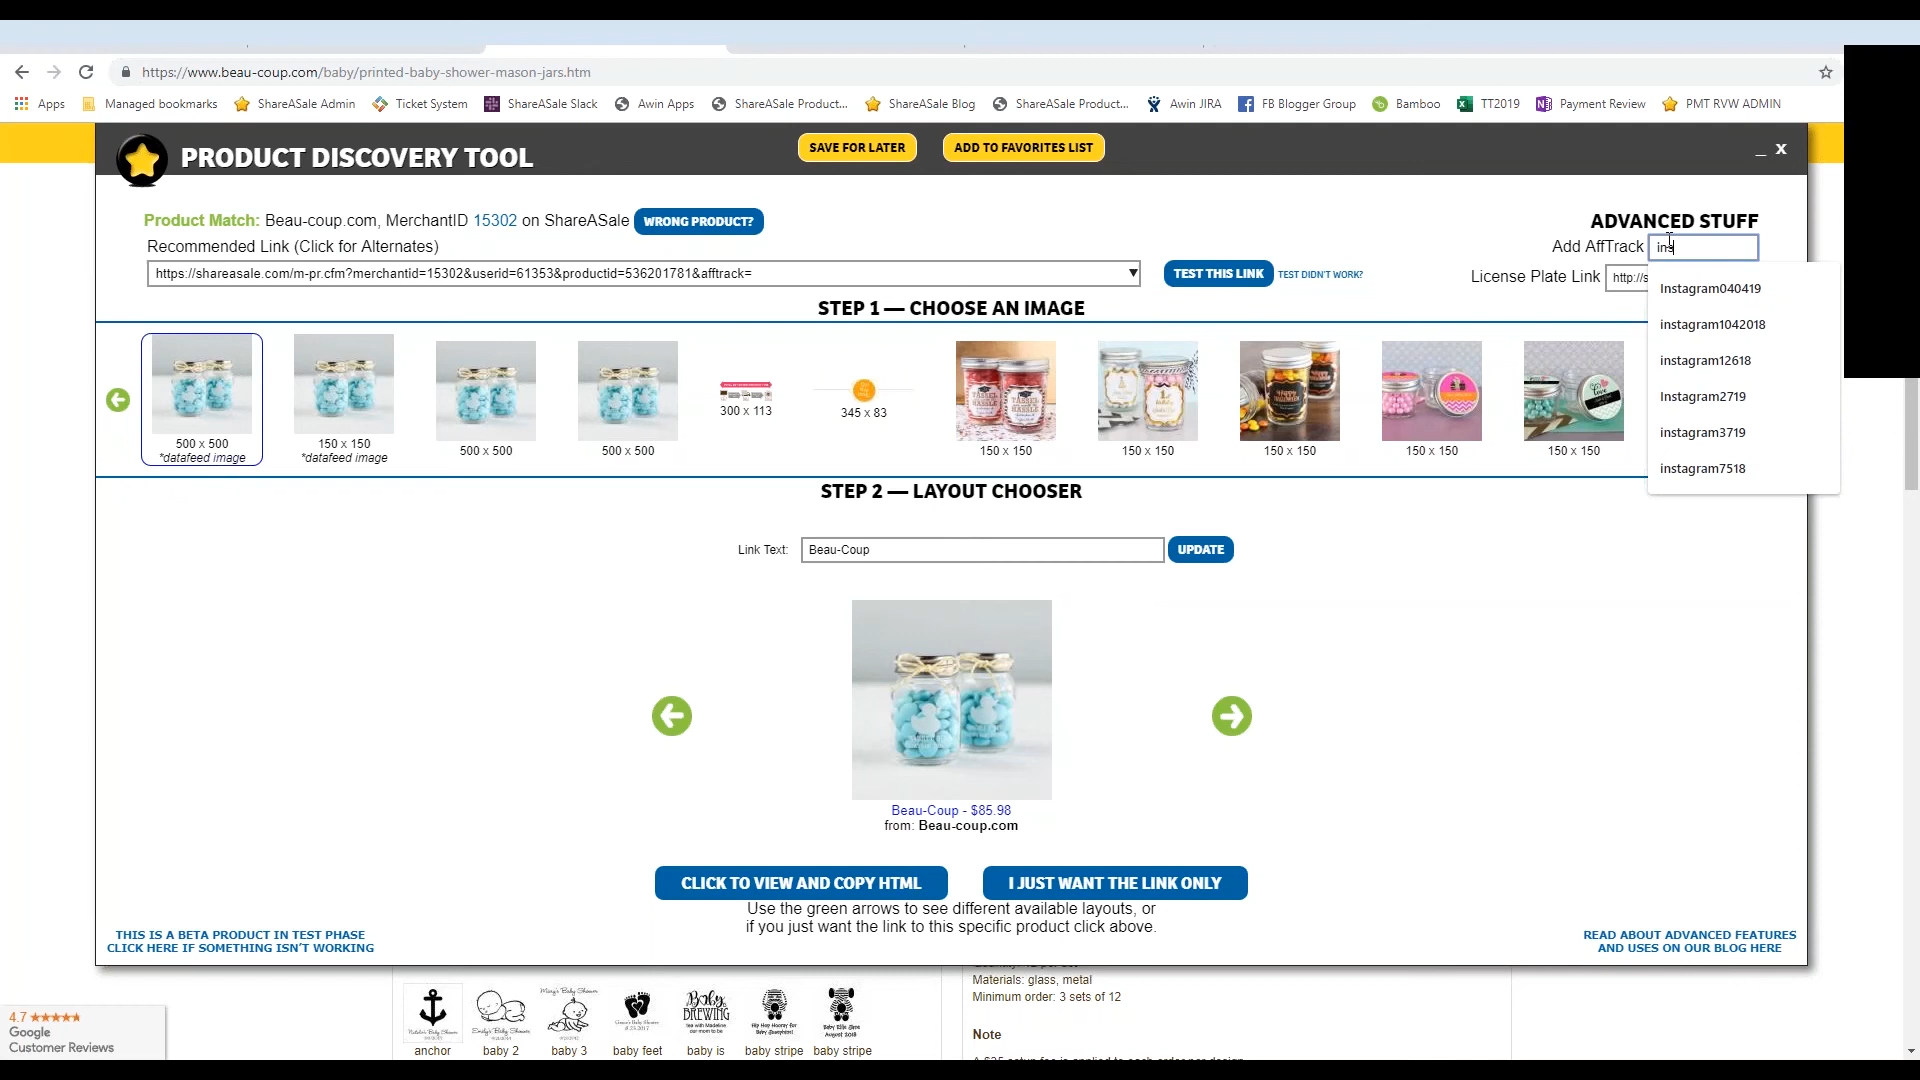 https://www.beau-coup.com/baby/printed-baby-shower-mason-jars.htm
Apps Managed bookmarks ShareASale Admin Ticket System ShareASale Slack Awin Apps ShareASale Product... ShareASale Blog ShareASale Product... Awin JIRA FB Blogger Group Bamboo TT2019 Payment Review PMT RVW ADMIN
PRODUCT DISCOVERY TOOL
SAVE FOR LATER
ADD TO FAVORITES LIST
_ X
Product Match: Beau-coup.com, MerchantID 15302 on ShareASale WRONG PRODUCT?
ADVANCED STUFF
Recommended Link (Click for Alternates)
Add AffTrack ins
https://shareasale.com/m-pr.cfm?merchantid=15302&userid=61353&productid=536201781&afftrack=
TEST THIS LINK TEST DIDN'T WORK?
License Plate Link http://s
Instagram040419
instagram1042018
instagram12618
Instagram2719
instagram3719
instagram7518
STEP 1 — CHOOSE AN IMAGE
500 x 500
*datafeed image
150 x 150
*datafeed image
500 x 500
500 x 500
300 x 113
345 x 83
150 x 150
150 x 150
150 x 150
150 x 150
150 x 150
STEP 2 — LAYOUT CHOOSER
Link Text: Beau-Coup UPDATE
Beau-Coup - $85.98
from: Beau-coup.com
CLICK TO VIEW AND COPY HTML
I JUST WANT THE LINK ONLY
Use the green arrows to see different available layouts, or
if you just want the link to this specific product click above.
THIS IS A BETA PRODUCT IN TEST PHASE
CLICK HERE IF SOMETHING ISN'T WORKING
READ ABOUT ADVANCED FEATURES
AND USES ON OUR BLOG HERE
Materials: glass, metal
Minimum order: 3 sets of 12
Note
4.7
Google
Customer Reviews
anchor baby 2 baby 3 baby feet baby is baby stripe baby stripe